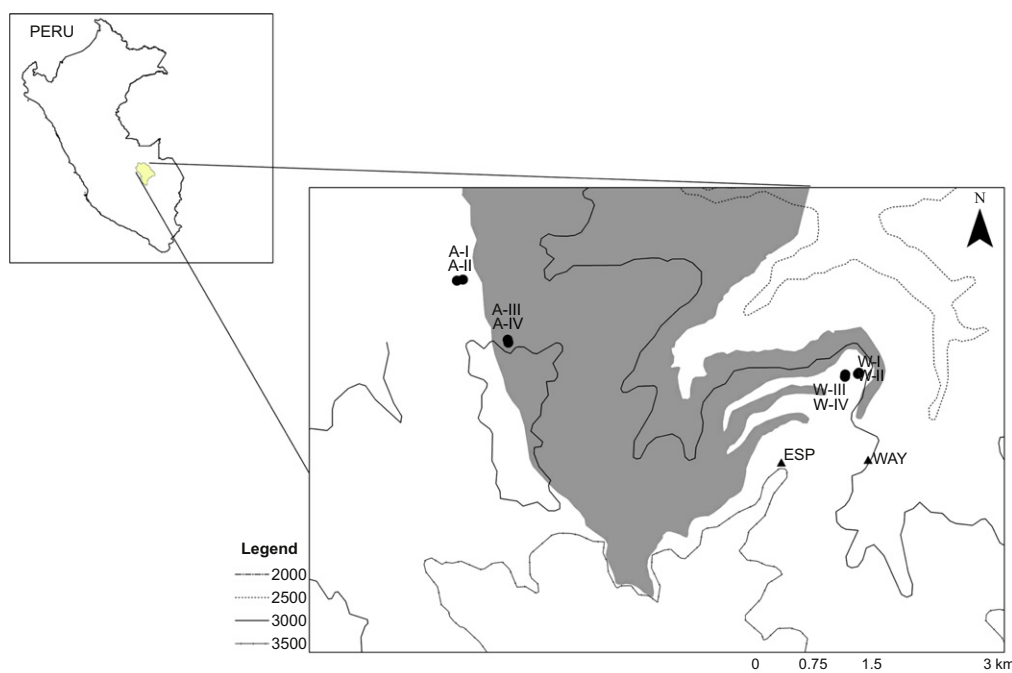 PERU
N
A-I
A-II
A-III
A-IV
W-I
W-II
W-III
W-IV
ESP
WAY
Legend
2000
2500
3000
3500
0 0.75 1.5 3 km